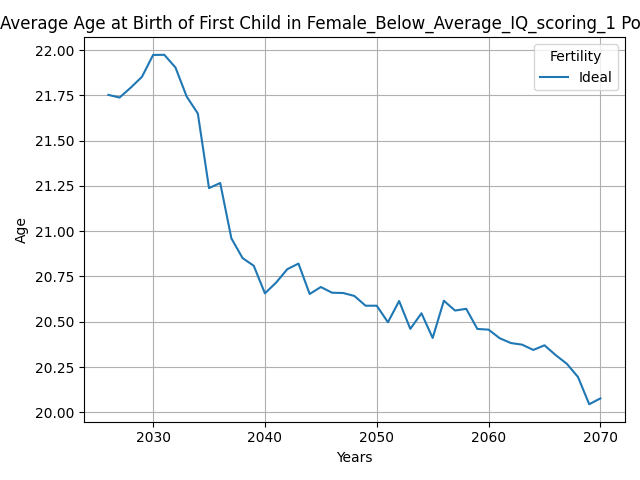 Average Age at Birth of First Child in Female_Below_Average_IQ_scoring_1 Po
Fertility
Ideal
22.00
21.75
21.50
21.25
21.00
20.75
20.50
20.25
20.00
Age
2030 2040 2050 2060 2070
Years